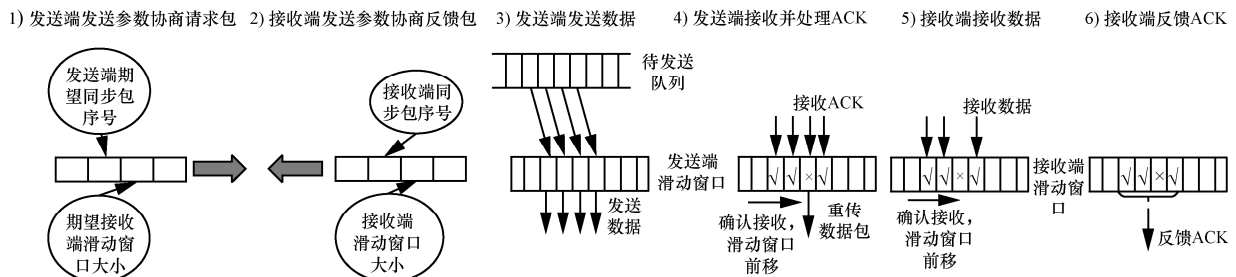 1) 发送端发送参数协商请求包
2) 接收端发送参数协商反馈包
3) 发送端发送数据
4) 发送端接收并处理ACK
5) 接收端接收数据
6) 接收端反馈ACK
发送端期
望同步包
序号
期望接收
端滑动窗
口大小
接收端同
步包序号
接收端
滑动窗口
大小
待发送
队列
发送
数据
发送端
滑动窗口
接收ACK
√ √ × √
确认接收，
滑动窗口
前移
重传
数据包
接收数据
√ √ × √
确认接收，
滑动窗口
前移
接收端
滑动窗
口
√ √ × √
反馈ACK